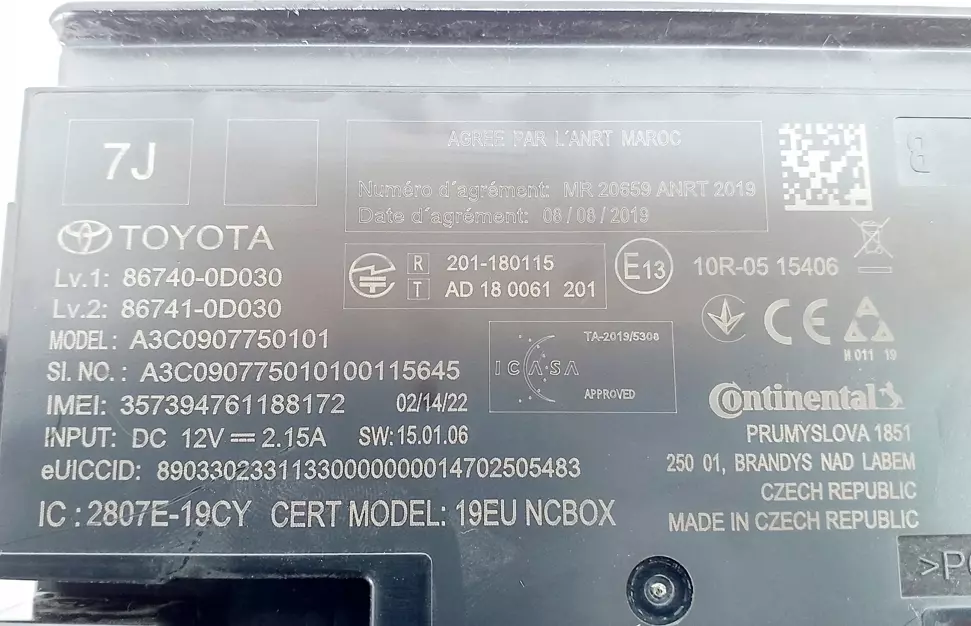 7J
AGREE PAR L'ANRT MAROC
Numéro d'agrément: MR 20659 ANRT 2019
Date d'agrément: 08/08/2019
B
TOYOTA
Lv.1: 86740-0D030
Lv.2: 86741-0D030
R 201-180115
T AD 18 0061 201
E13
10R-05 15406
MODEL: A3C0907750101
SI. NO.: A3C090775010100115645
IMEI: 357394761188172 02/14/22
INPUT: DC 12V 2.15A SW:15.01.06
eUICCID: 89033023311330000000014702505483
IC : 2807E-19CY CERT MODEL: 19EU NCBOX
TA-2019/5308
ICASA
APPROVED
CE
011 19
Continental
PRUMYSLOVA 1851
250 01, BRANDYS NAD LABEM
CZECH REPUBLIC
MADE IN CZECH REPUBLIC